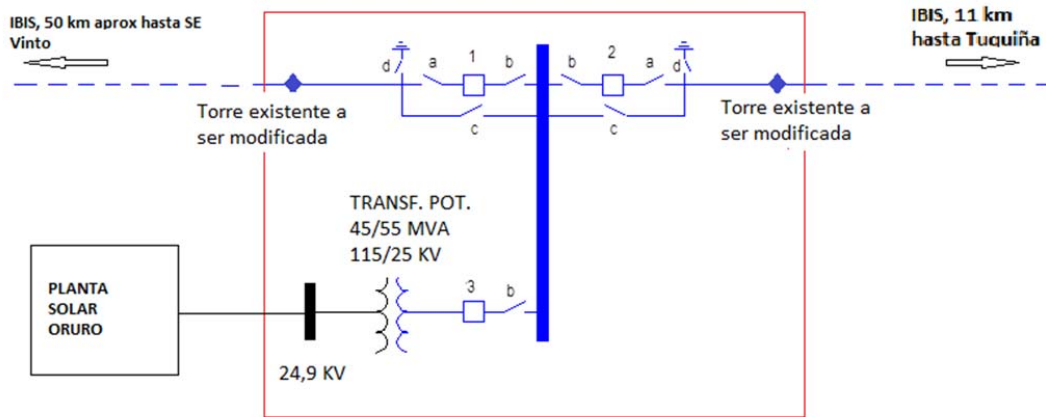 IBIS, 50 km aprox hasta SE
Vinto
IBIS, 11 km
hasta Tuquiña
d
a
1
b
b
2
a
d
c
c
Torre existente a
ser modificada
Torre existente a
ser modificada
TRANSF. POT.
45/55 MVA
115/25 KV
PLANTA
SOLAR
ORURO
3
b
24,9 KV